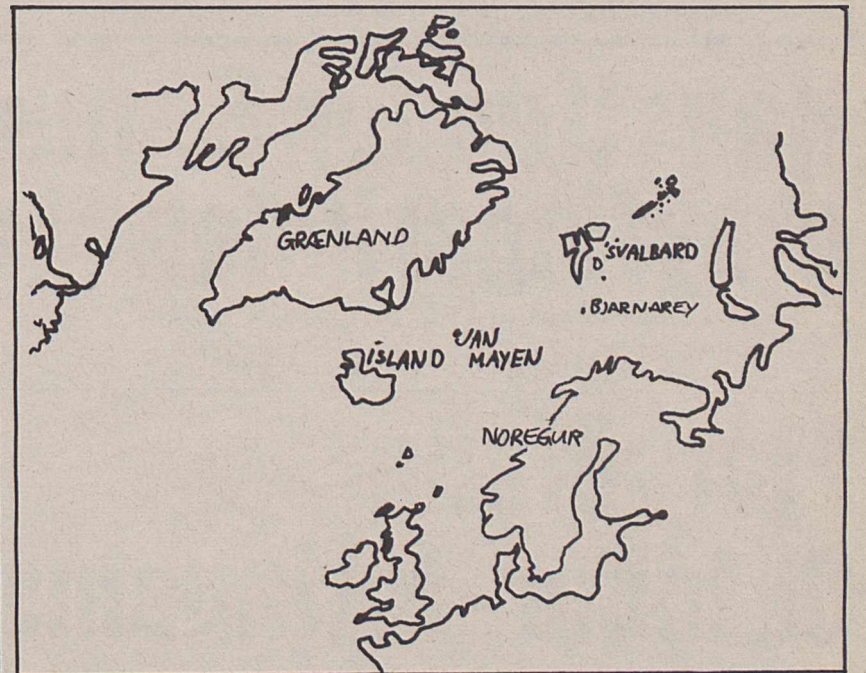 GRÆNLAND
SVALBARD
BJARNAREY
ÍSLAND
JAN
MAYEN
NOREGUR